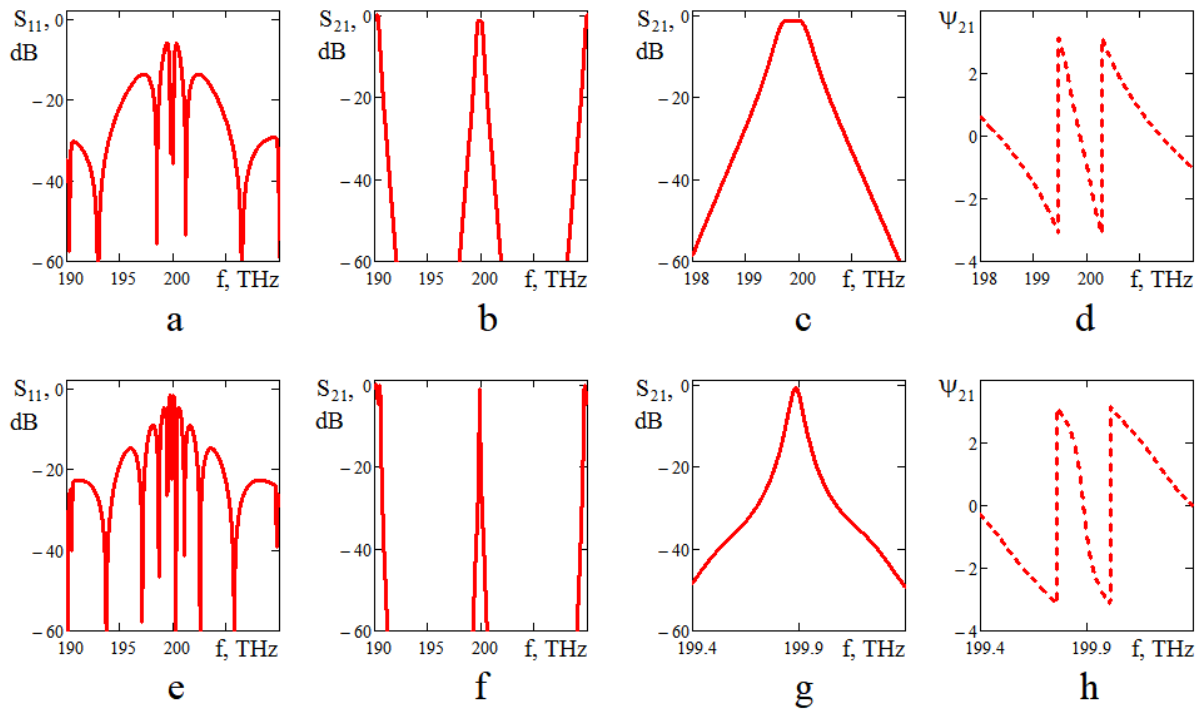 S11, 0 dB −20 −40 −60 190 195 200 f, THz
a
S21, 0 dB −20 −40 −60 190 195 200 f, THz
b
S21, 0 dB −20 −40 −60 198 199 200 f, THz
c
ψ21 2 0 −2 −4 198 199 200 f, THz
d
S11, 0 dB −20 −40 −60 190 195 200 f, THz
e
S21, 0 dB −20 −40 −60 190 195 200 f, THz
f
S21, 0 dB −20 −40 −60 199.4 199.9 f, THz
g
ψ21 2 0 −2 −4 199.4 199.9 f, THz
h